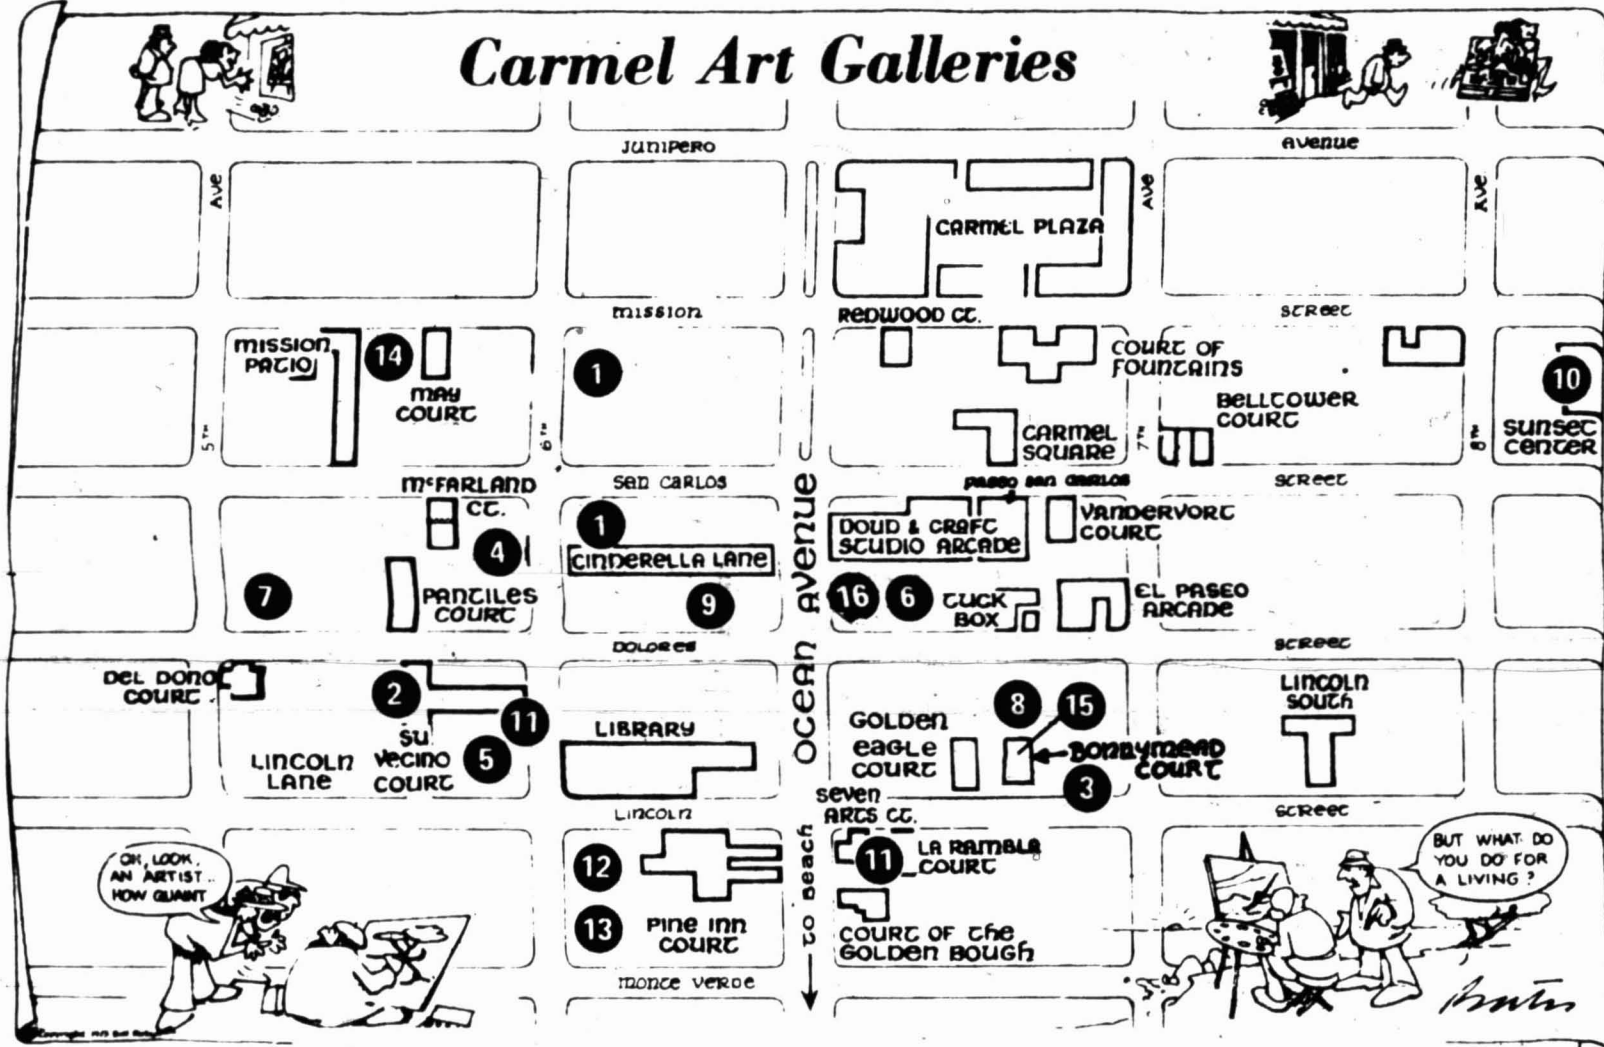 Carmel Art Galleries
JUNIPERO
AVENUE
AVE
AVE
AVE
CARMEL PLAZA
MISSION
REDWOOD CT.
STREET
MISSION
PATIO
14
MAY
COURT
1
COURT OF
FOUNTAINS
BELLTOWER
COURT
10
SUNSET
CENTER
CARMEL
SQUARE
5TH
6TH
7TH
8TH
SAN CARLOS
PASEO SAN CARLOS
STREET
MCFARLAND
CT.
4
1
CINDERELLA LANE
DOUD & CRAFT
STUDIO ARCADE
VANDERVORT
COURT
7
PANTILES
COURT
9
16
6
TUCK
BOX
EL PASEO
ARCADE
OCEAN AVENUE
DOLORES
STREET
DEL DONO
COURT
2
11
SU
VECINO
COURT
5
LINCOLN
LANE
LIBRARY
GOLDEN
EAGLE
COURT
8
15
BONNYMEAD
COURT
3
LINCOLN
SOUTH
LINCOLN
SEVEN
ARTS CT.
STREET
12
13
PINE INN
COURT
TO BEACH
11
LA RAMBLA
COURT
COURT OF THE
GOLDEN BOUGH
MONTE VERDE
OH, LOOK,
AN ARTIST..
HOW QUAINT
BUT WHAT DO
YOU DO FOR
A LIVING?